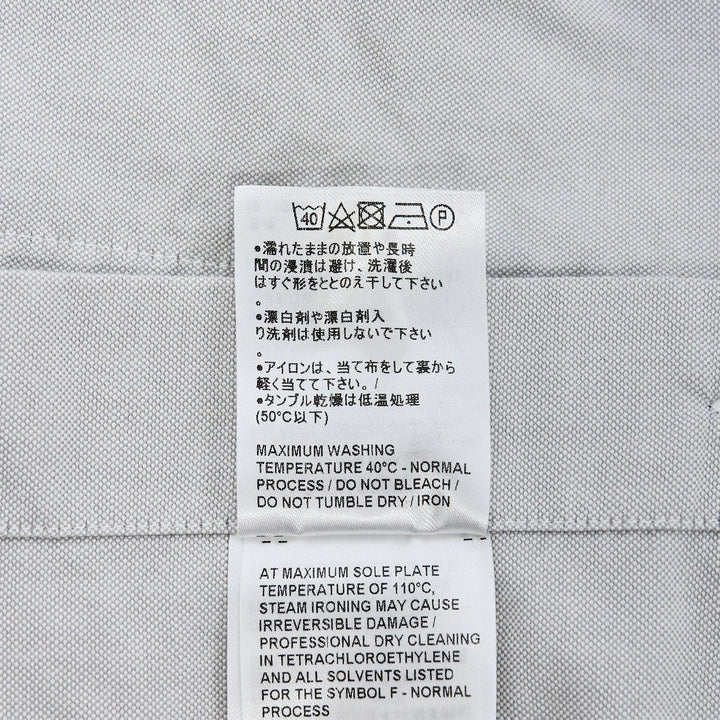 40 P
•濡れたままの放置や長時
間の浸漬は避け、洗濯後
はすぐ形をととのえ干して下さい
。
•漂白剤や漂白剤入
り洗剤は使用しないで下さい
。
•アイロンは、当て布をして裏から
軽く当てて下さい。/
•タンブル乾燥は低温処理
(50°C以下)
MAXIMUM WASHING
TEMPERATURE 40°C - NORMAL
PROCESS / DO NOT BLEACH /
DO NOT TUMBLE DRY / IRON
AT MAXIMUM SOLE PLATE
TEMPERATURE OF 110°C,
STEAM IRONING MAY CAUSE
IRREVERSIBLE DAMAGE /
PROFESSIONAL DRY CLEANING
IN TETRACHLOROETHYLENE
AND ALL SOLVENTS LISTED
FOR THE SYMBOL F - NORMAL
PROCESS